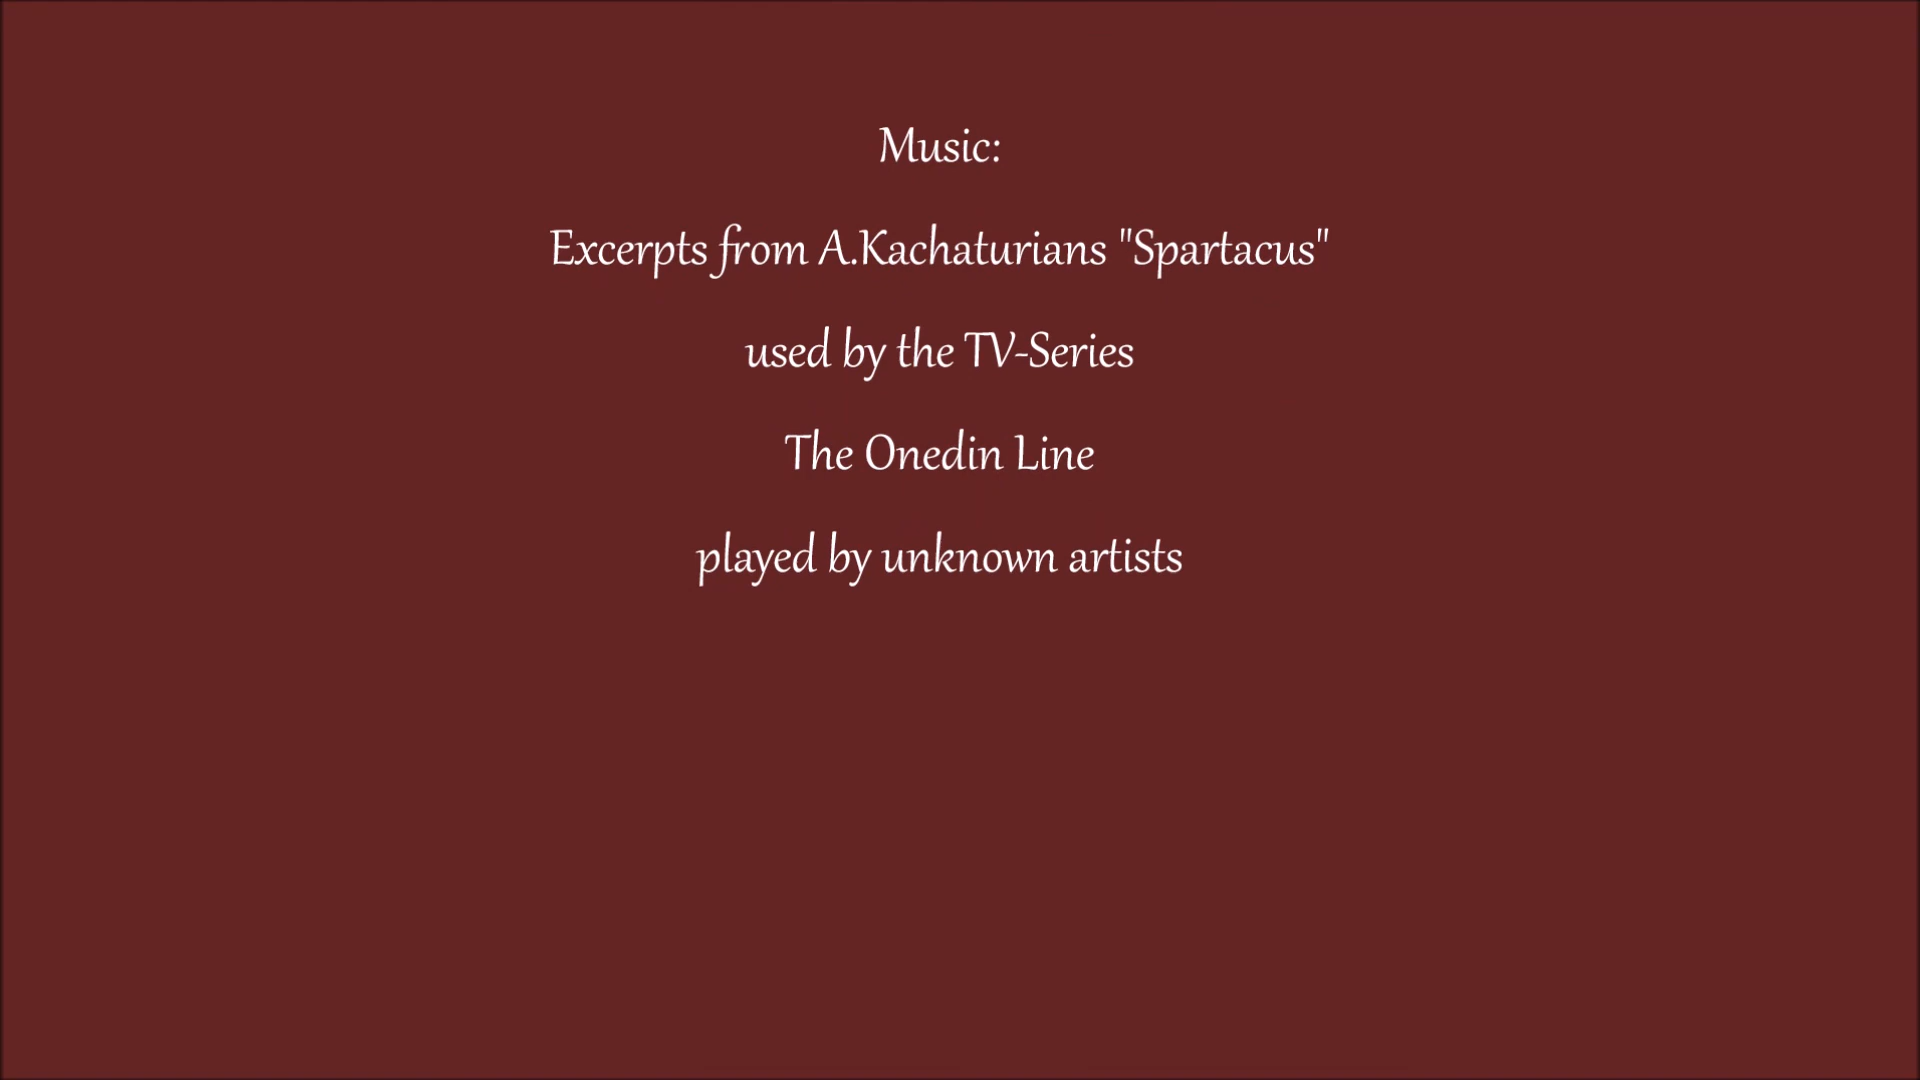 Music:
Excerpts from A.Kachaturians "Spartacus"
used by the TV-Series
The Onedin Line
played by unknown artists